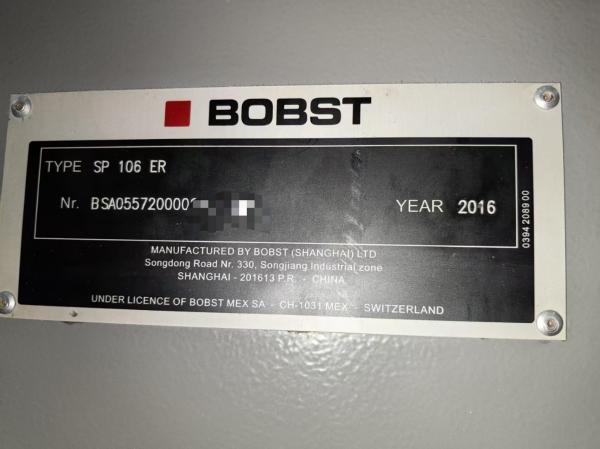 BOBST
TYPE SP 106 ER
Nr. YEAR 2016
MANUFACTURED BY BOBST (SHANGHAI) LTD
Songdong Road Nr. 330, Songjiang Industrial zone
SHANGHAI - 201613 P.R. - CHINA
UNDER LICENCE OF BOBST MEX SA - CH-1031 MEX - SWITZERLAND
0394 2089 00